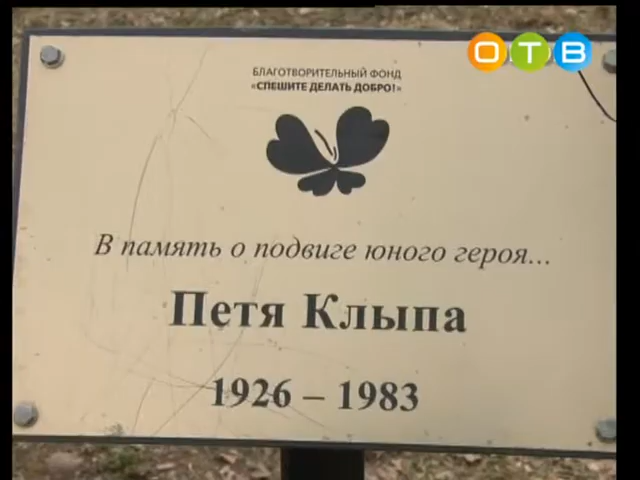 ОТВ
БЛАГОТВОРИТЕЛЬНЫЙ ФОНД
«СПЕШИТЕ ДЕЛАТЬ ДОБРО!»
В память о подвиге юного героя...
Петя Клыпа
1926 – 1983